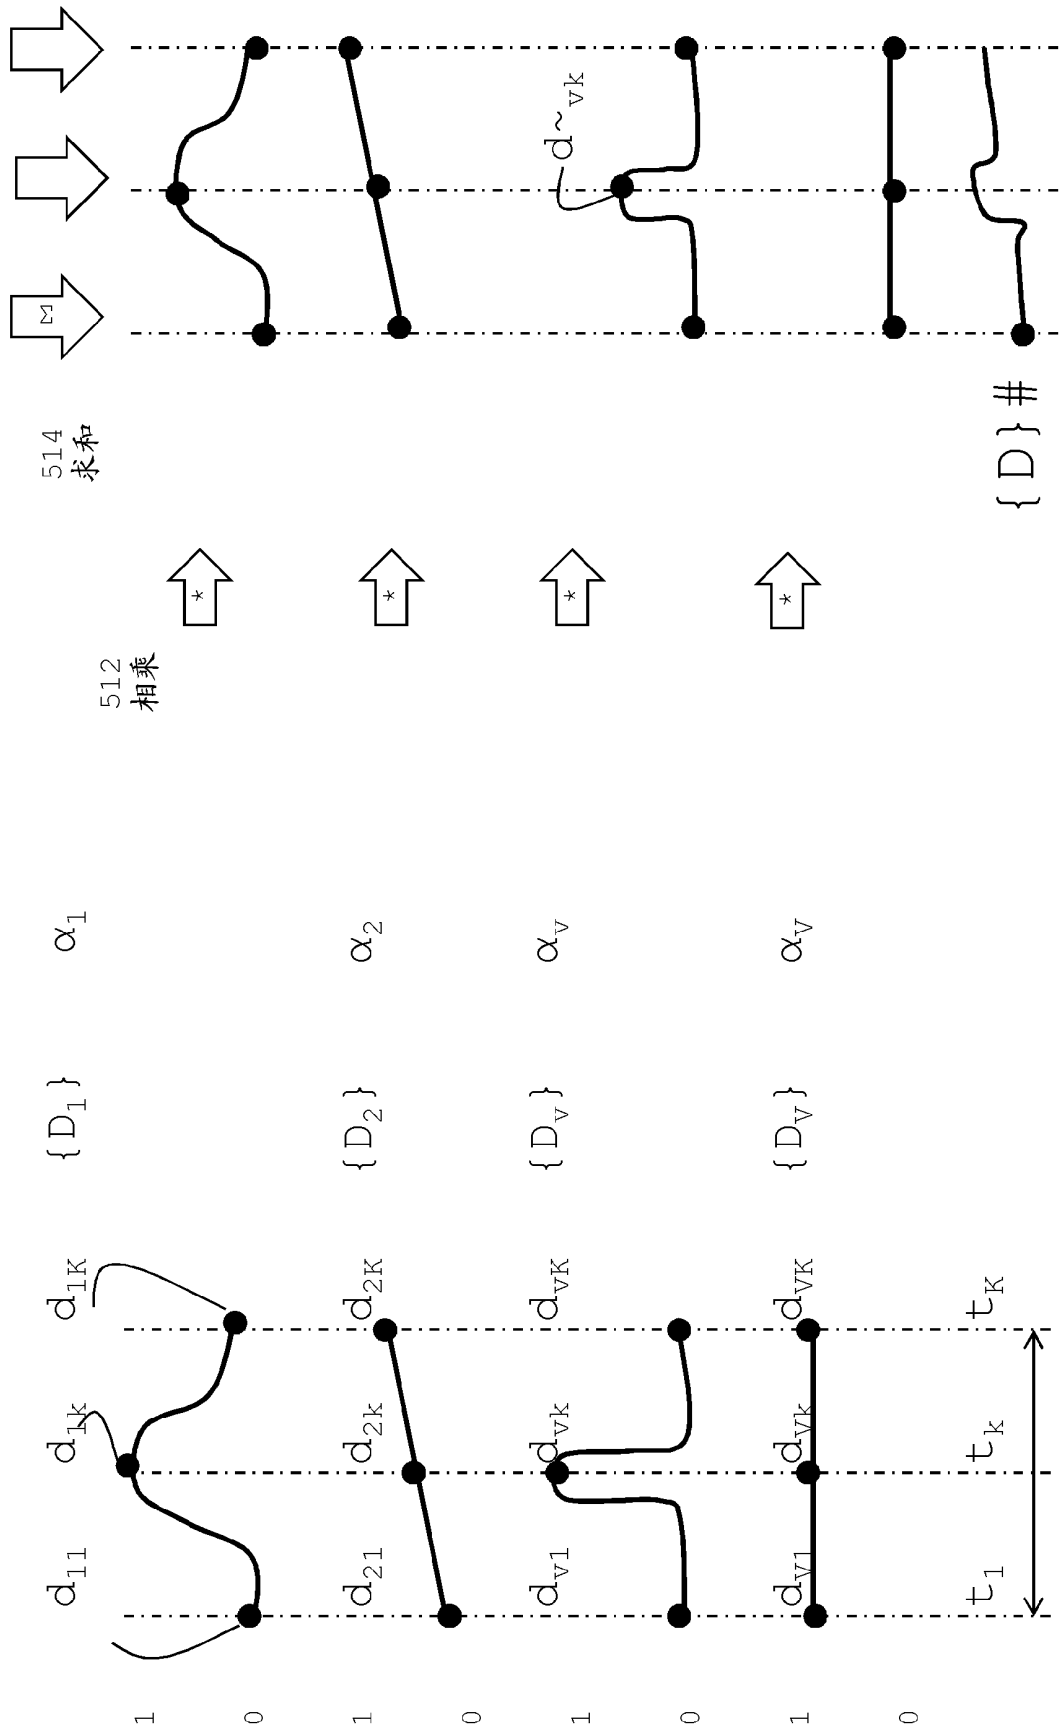 Σ
514
求和
d₁₁ d₁ₖ d₁K {D₁} α₁
512
相乘
1
*
0
1 d₂₁ d₂ₖ d₂K {D₂} α₂
*
0
dᵥ₁ dᵥₖ dᵥK {Dᵥ} αᵥ
d~ᵥₖ
1
*
0
1 dV₁ dVₖ dVK {DV} αV
*
0
t₁ tₖ tK
{D}#